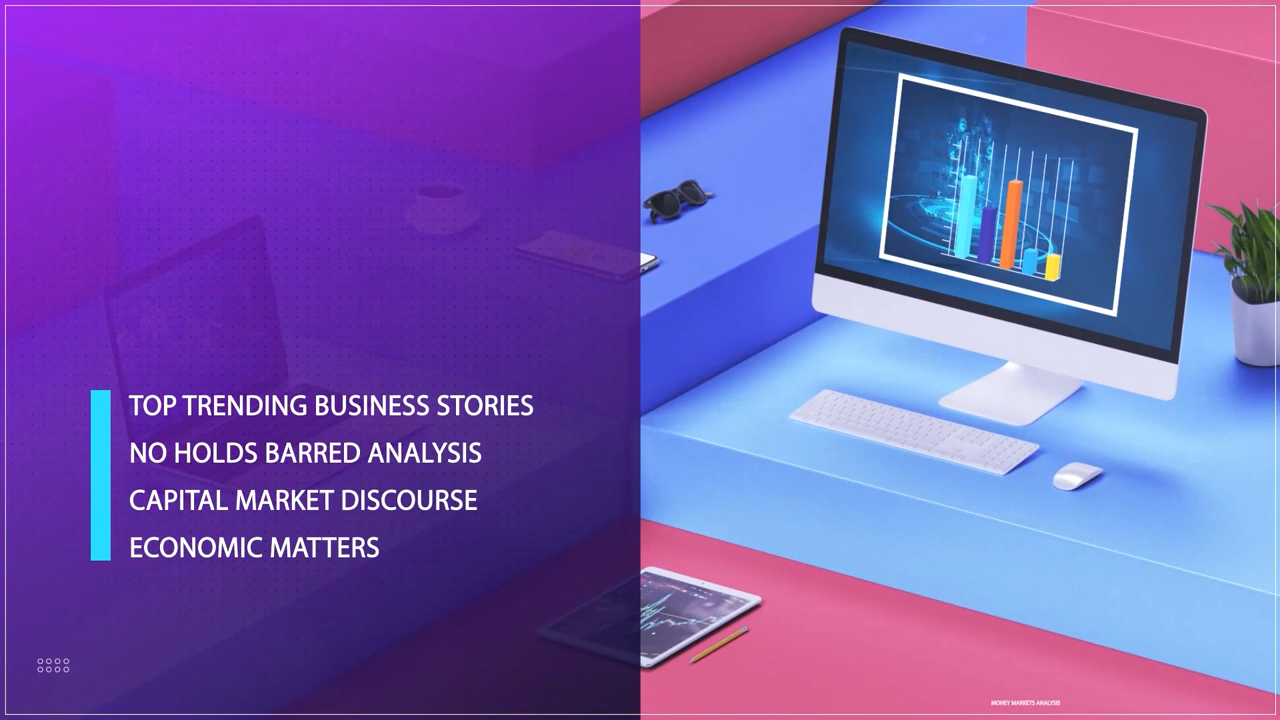 TOP TRENDING BUSINESS STORIES
NO HOLDS BARRED ANALYSIS
CAPITAL MARKET DISCOURSE
ECONOMIC MATTERS
MONEY MARKETS ANALYSIS